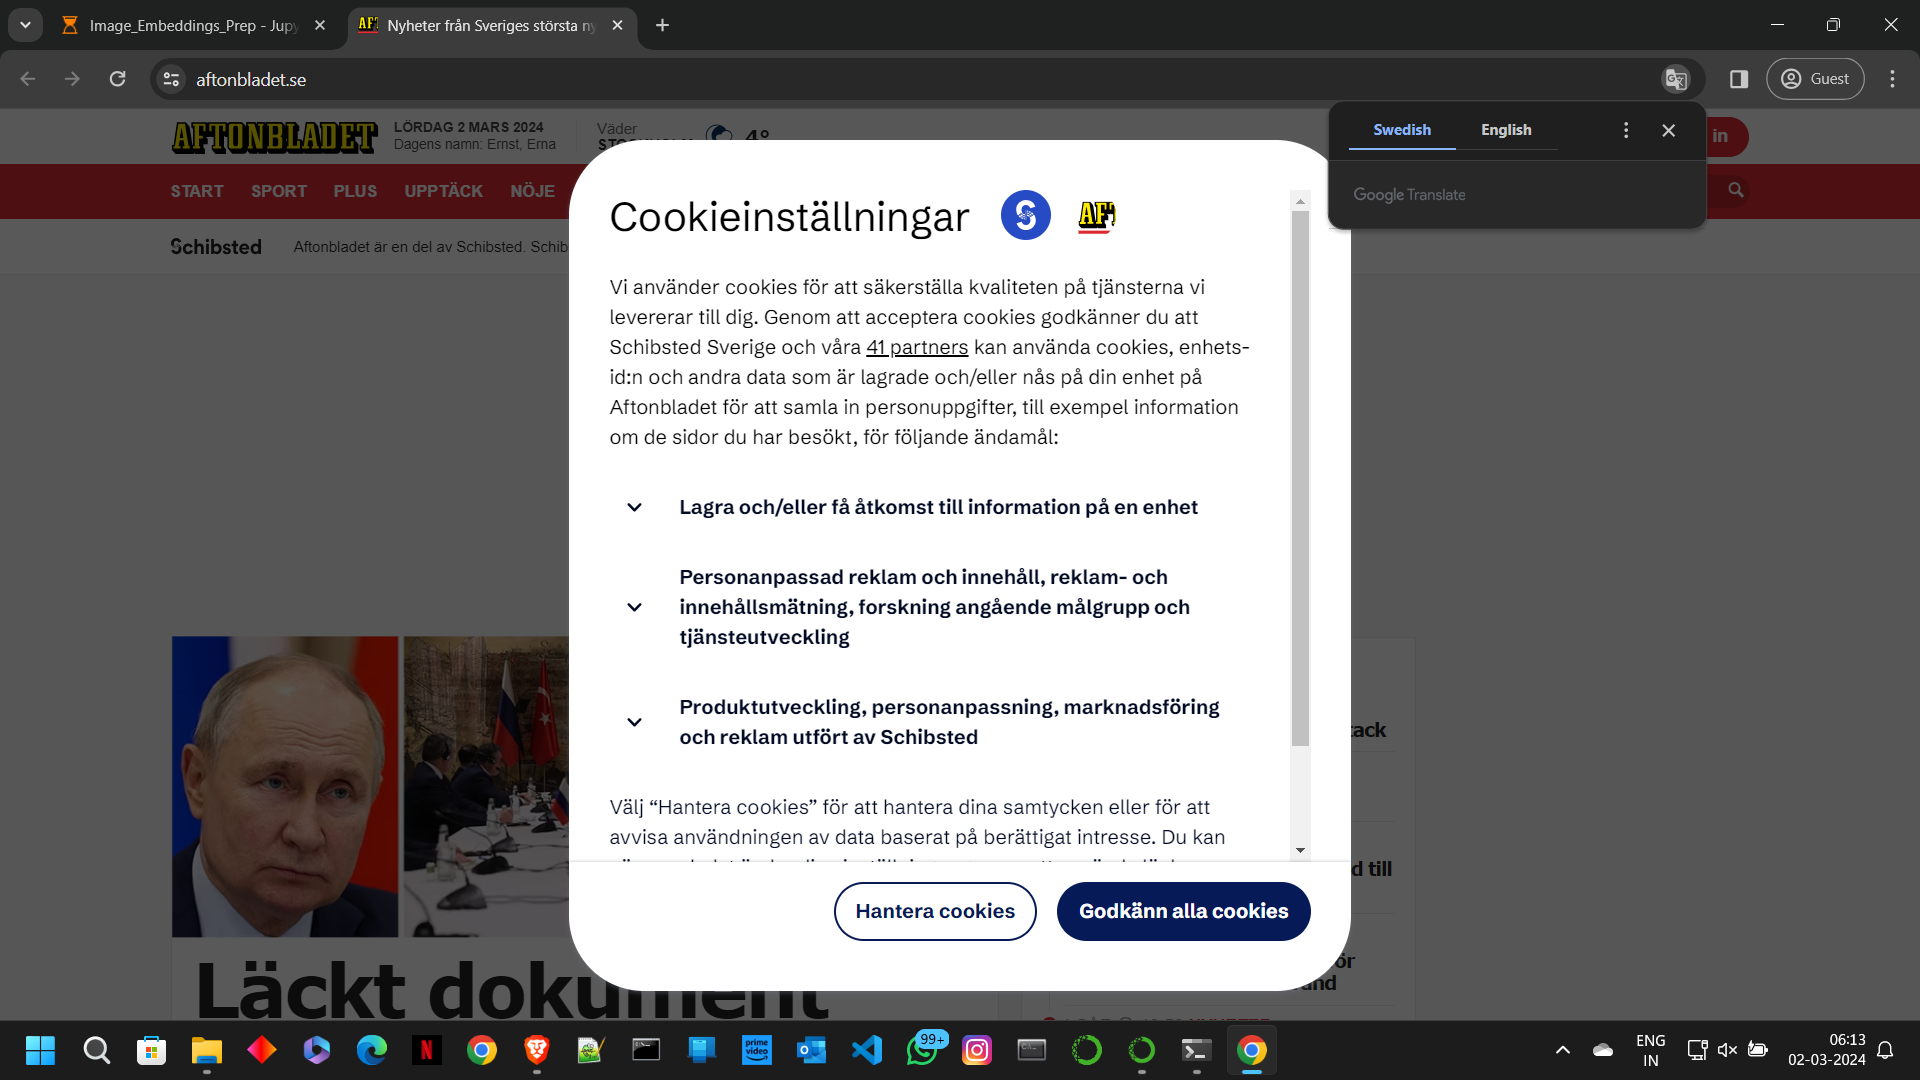 Image_Embeddings_Prep - Jupy
Nyheter från Sveriges största ny
aftonbladet.se
Guest
AFTONBLADET
LÖRDAG 2 MARS 2024
Dagens namn: Ernst, Erna
Väder
STOCKHOLM
4°
Swedish
English
in
Google Translate
START
SPORT
PLUS
UPPTÄCK
NÖJE
Schibsted
Aftonbladet är en del av Schibsted. Schib
Cookieinställningar
S
AF
Vi använder cookies för att säkerställa kvaliteten på tjänsterna vi
levererar till dig. Genom att acceptera cookies godkänner du att
Schibsted Sverige och våra 41 partners kan använda cookies, enhets-
id:n och andra data som är lagrade och/eller nås på din enhet på
Aftonbladet för att samla in personuppgifter, till exempel information
om de sidor du har besökt, för följande ändamål:
Lagra och/eller få åtkomst till information på en enhet
Personanpassad reklam och innehåll, reklam- och
innehållsmätning, forskning angående målgrupp och
tjänsteutveckling
Produktutveckling, personanpassning, marknadsföring
och reklam utfört av Schibsted
Välj “Hantera cookies” för att hantera dina samtycken eller för att
avvisa användningen av data baserat på berättigat intresse. Du kan
Hantera cookies
Godkänn alla cookies
tack
d till
ör
und
Läckt dokument
prime
video
99+
ENG
IN
06:13
02-03-2024